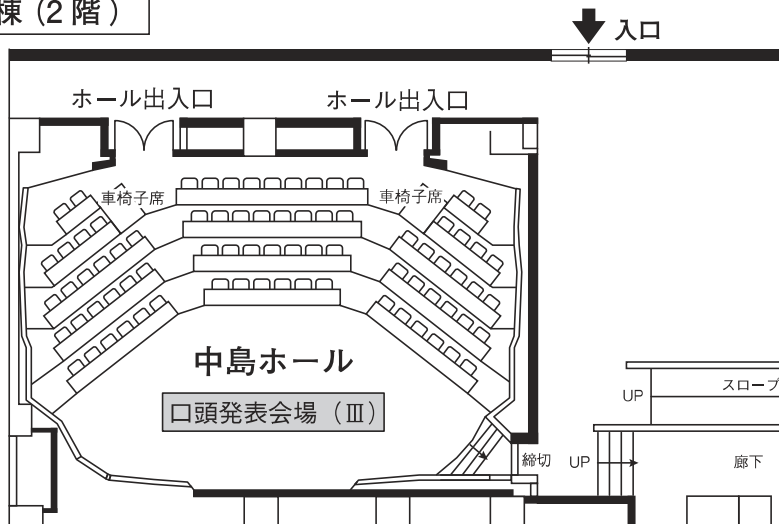 棟(2階)
入口
ホール出入口
ホール出入口
車椅子席
車椅子席
中島ホール
口頭発表会場(Ⅲ)
UP
スロープ
締切
UP
廊下